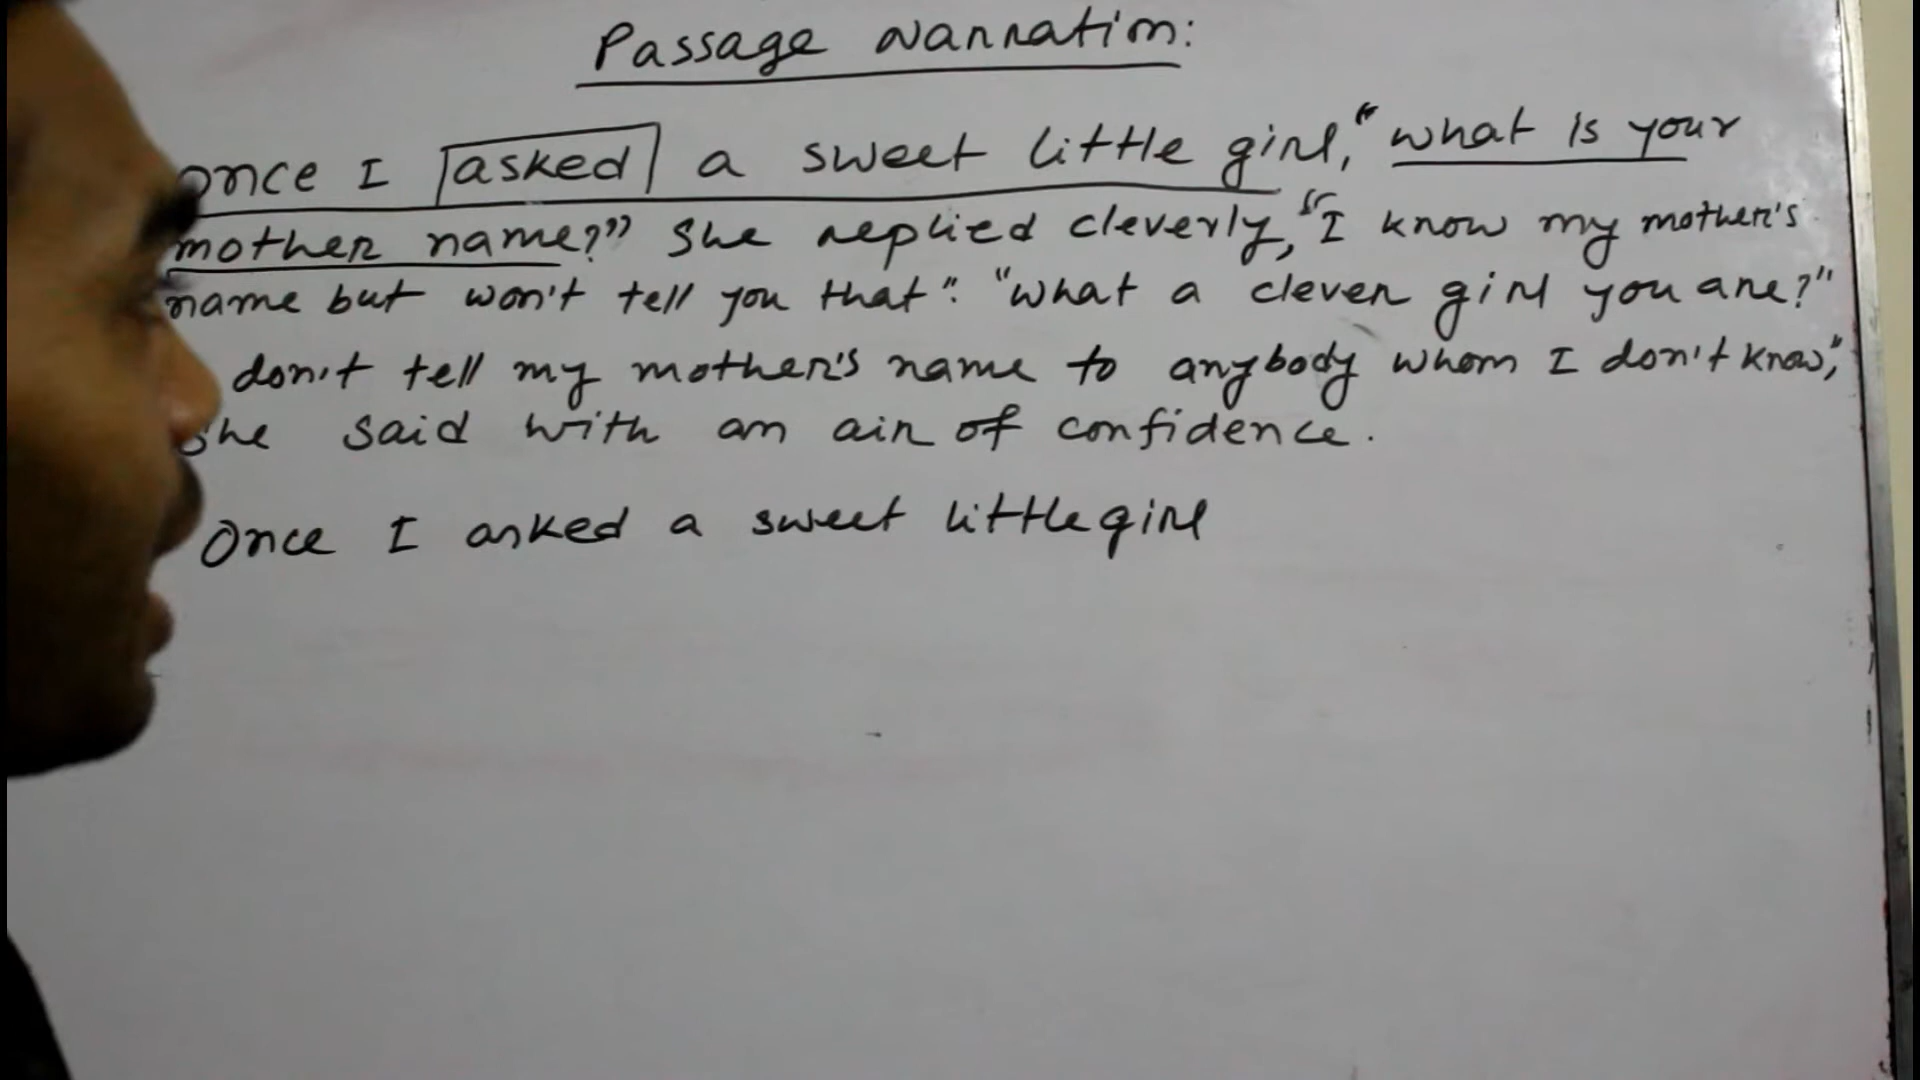 Passage Narration:
once I asked a sweet little girl, "what is your
mother name?" She replied cleverly, "I know my mother's
name but won't tell you that". "What a clever girl you are?"
don't tell my mother's name to anybody whom I don't know",
she said with an air of confidence.
Once I asked a sweet little girl